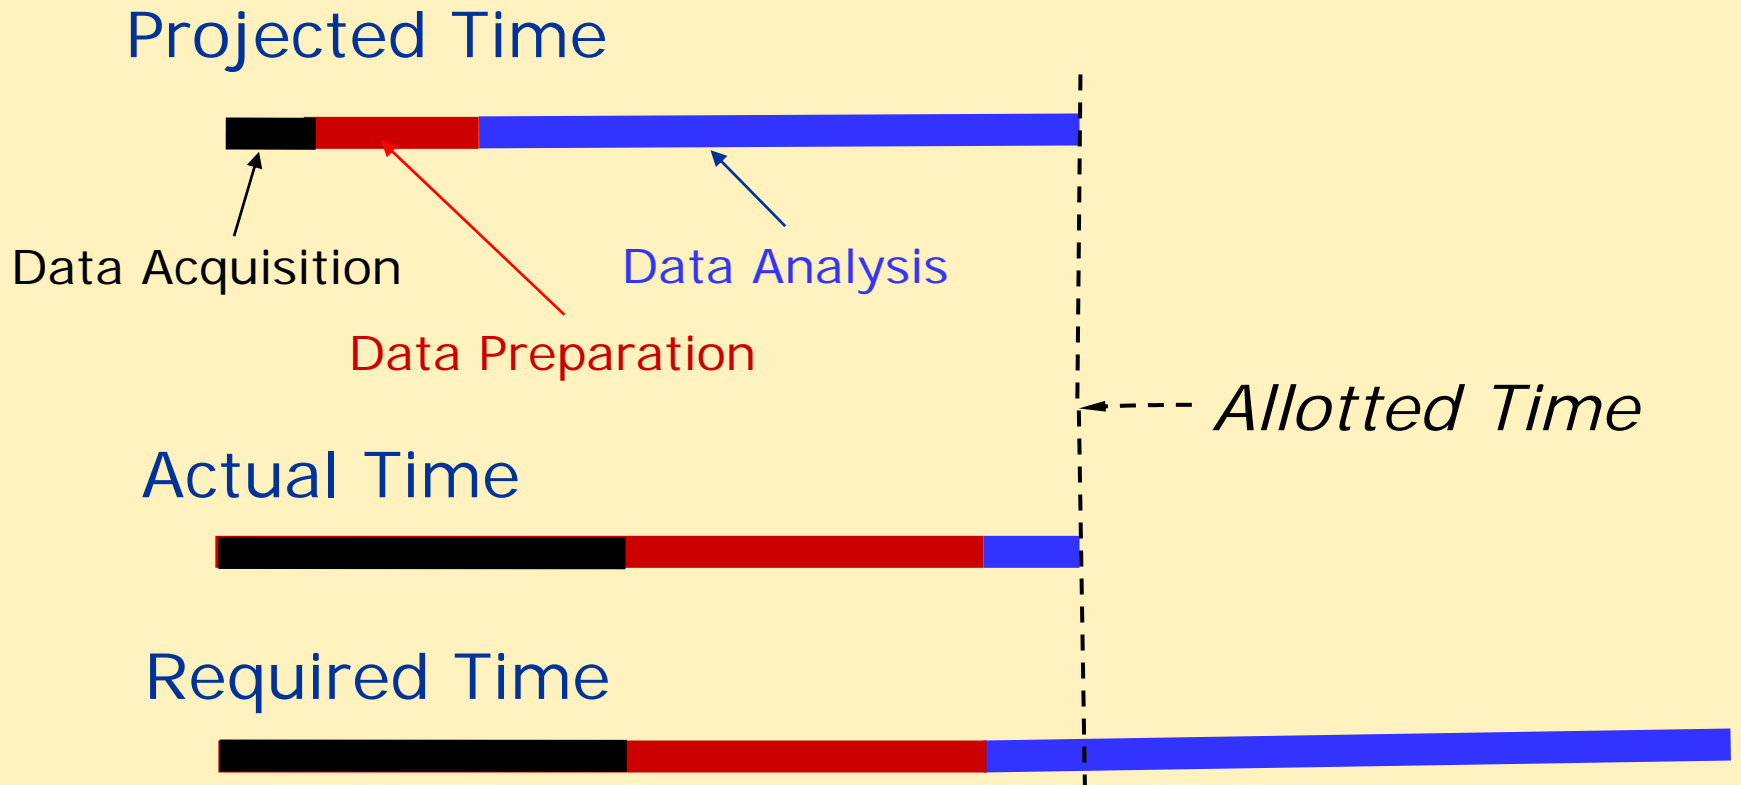 Projected Time
Data Acquisition
Data Analysis
Data Preparation
Allotted Time
Actual Time
Required Time